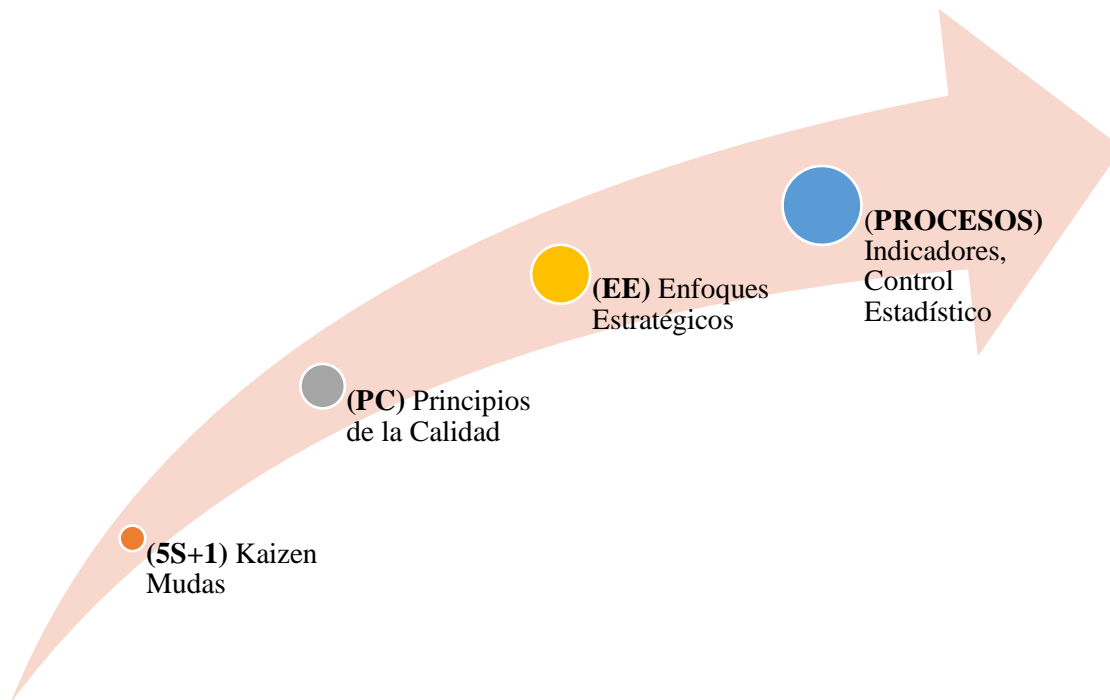 (PROCESOS)
Indicadores,
Control
Estadístico
(EE) Enfoques
Estratégicos
(PC) Principios
de la Calidad
(5S+1) Kaizen
Mudas